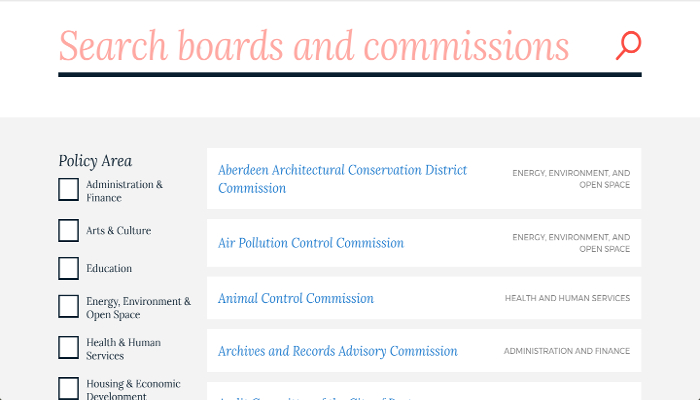 Search boards and commissions
Policy Area
Administration &
Finance
Arts & Culture
Education
Energy, Environment &
Open Space
Health & Human
Services
Housing & Economic
Development
Aberdeen Architectural Conservation District
Commission
ENERGY, ENVIRONMENT, AND
OPEN SPACE
Air Pollution Control Commission
ENERGY, ENVIRONMENT, AND
OPEN SPACE
Animal Control Commission
HEALTH AND HUMAN SERVICES
Archives and Records Advisory Commission
ADMINISTRATION AND FINANCE